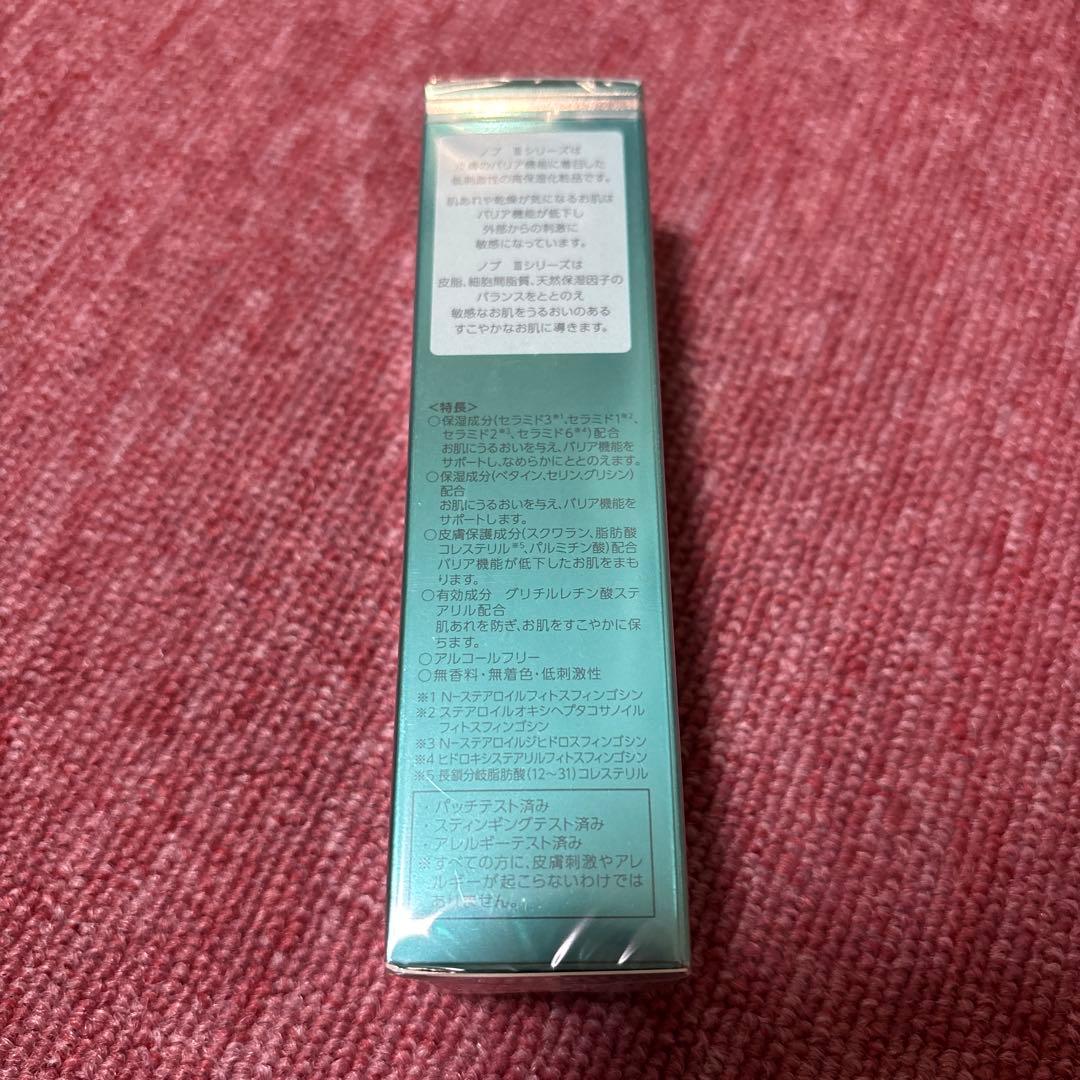 ノブ Ⅲシリーズは
皮膚のバリア機能に着目した
低刺激性の高保湿化粧品です。
肌あれや乾燥が気になるお肌は
バリア機能が低下し
外部からの刺激に
敏感になっています。
ノブ Ⅲシリーズは
皮脂、細胞間脂質、天然保湿因子の
バランスをととのえ
敏感なお肌をうるおいのある
すこやかなお肌に導きます。
<特長>
○保湿成分(セラミド3※1、セラミド1※2、
セラミド2※3、セラミド6※4)配合
お肌にうるおいを与え、バリア機能を
サポートし、なめらかにととのえます。
○保湿成分(ベタイン、セリン、グリシン)
配合
お肌にうるおいを与え、バリア機能を
サポートします。
○皮膚保護成分(スクワラン、脂肪酸
コレステリル※5、パルミチン酸)配合
バリア機能が低下したお肌をまも
ります。
○有効成分 グリチルレチン酸ステ
アリル配合
肌あれを防ぎ、お肌をすこやかに保
ちます。
○アルコールフリー
○無香料・無着色・低刺激性
※1 N-ステアロイルフィトスフィンゴシン
※2 ステアロイルオキシヘプタコサノイル
フィトスフィンゴシン
※3 N-ステアロイルジヒドロスフィンゴシン
※4 ヒドロキシステアリルフィトスフィンゴシン
※5 長鎖分岐脂肪酸(12〜31)コレステリル
・パッチテスト済み
・スティンギングテスト済み
・アレルギーテスト済み
※すべての方に、皮膚刺激やアレ
ルギーが起こらないわけでは
ありません。